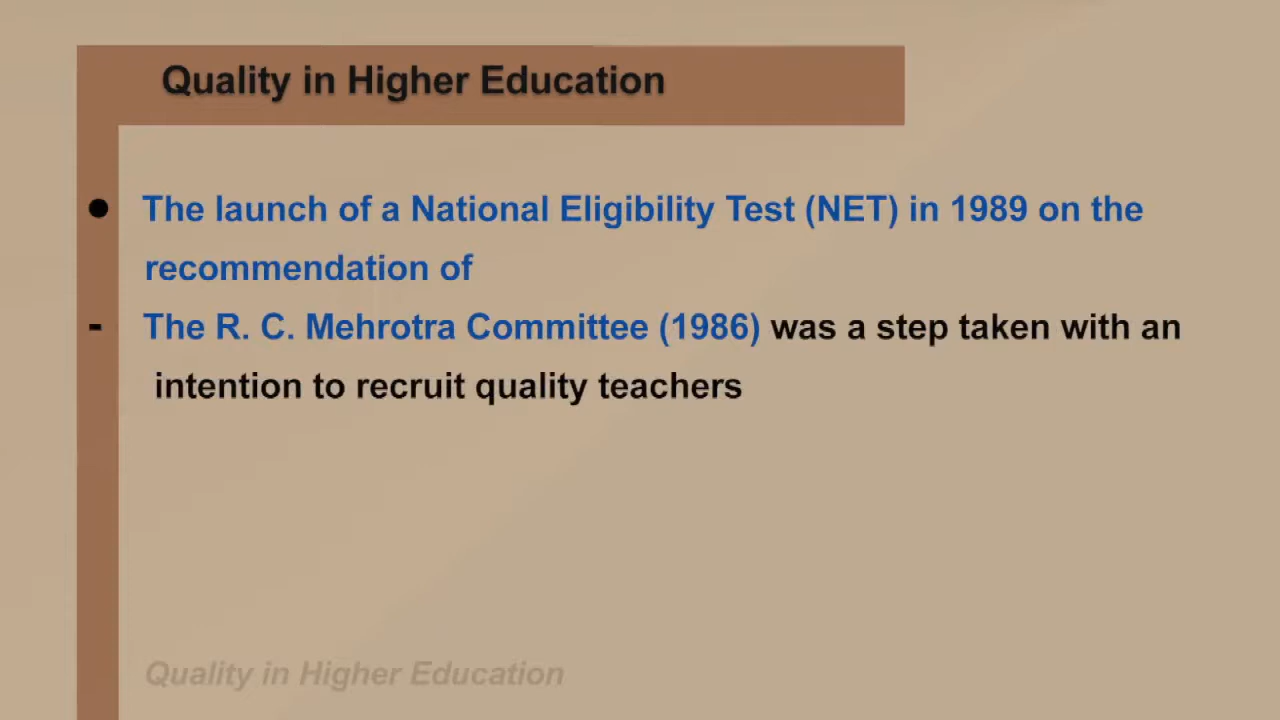 Quality in Higher Education
● The launch of a National Eligibility Test (NET) in 1989 on the
recommendation of
- The R. C. Mehrotra Committee (1986) was a step taken with an
intention to recruit quality teachers
Quality in Higher Education